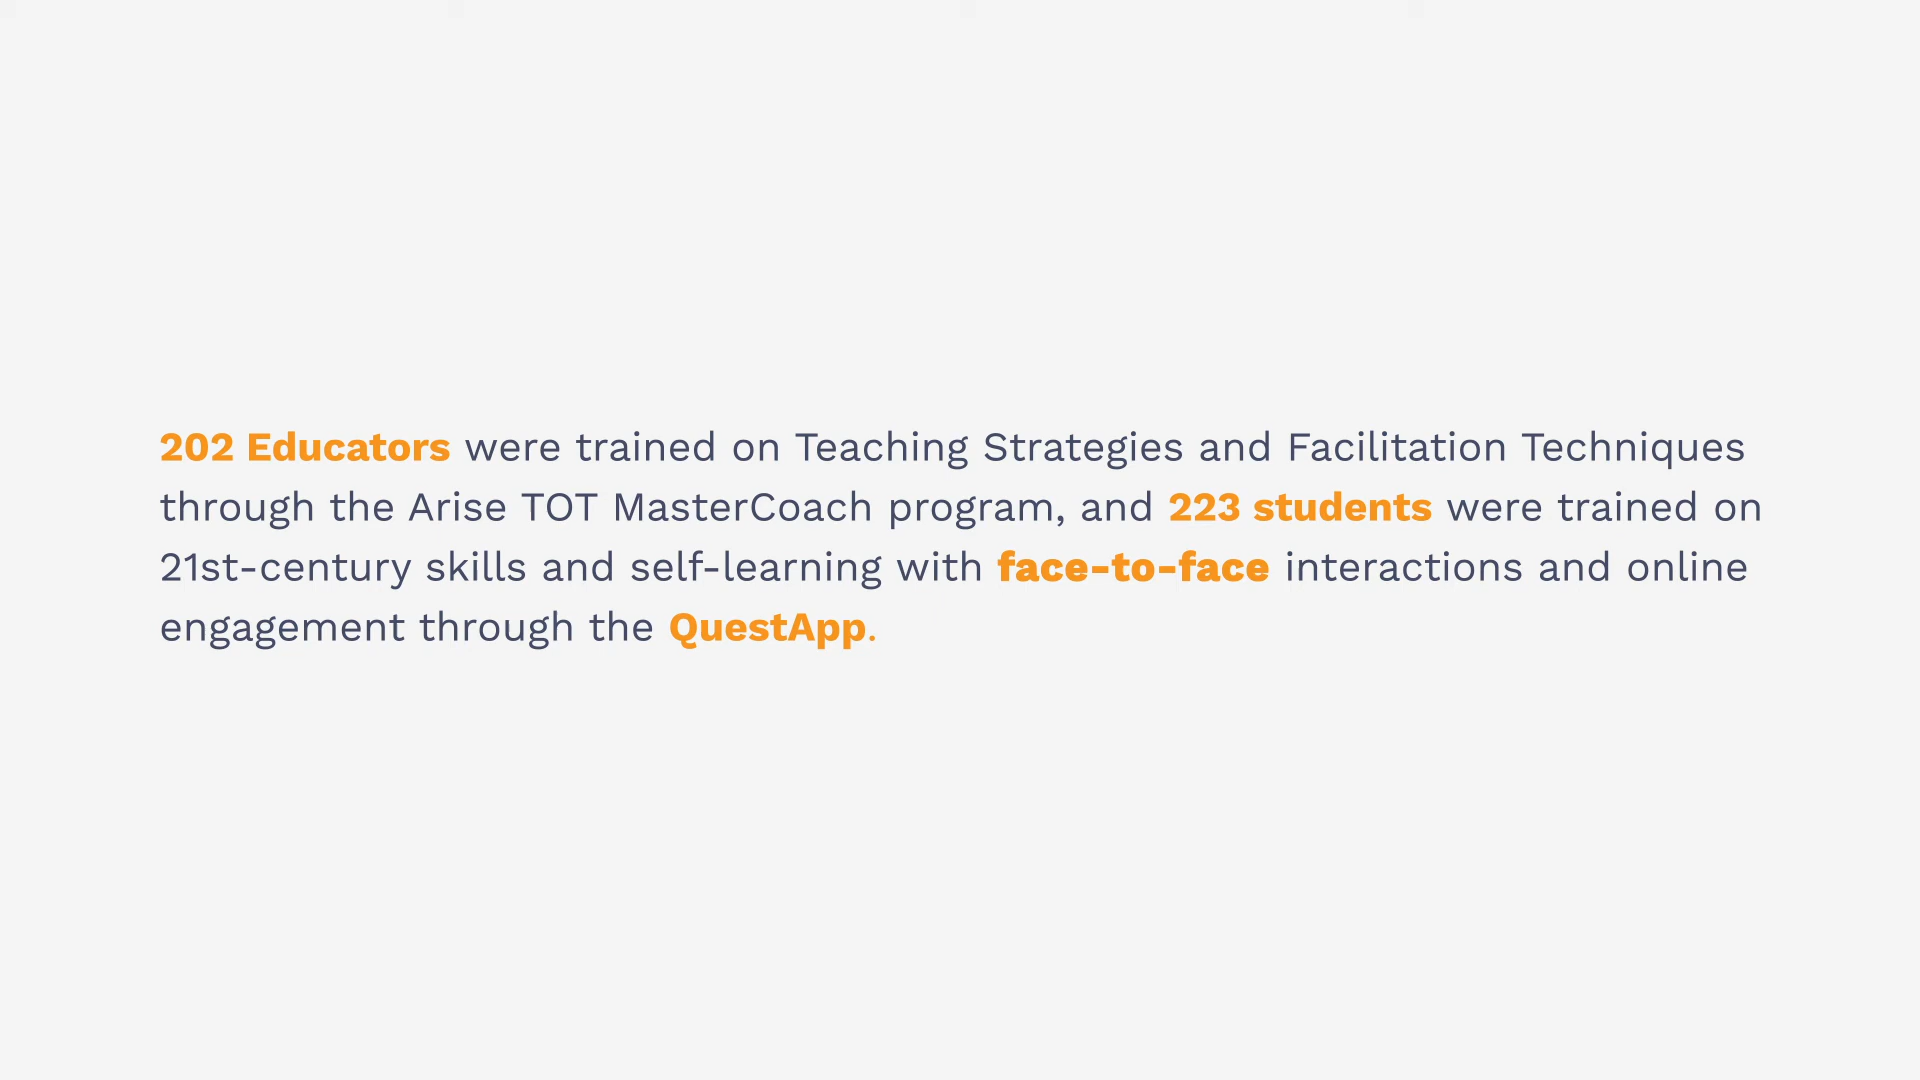 202 Educators were trained on Teaching Strategies and Facilitation Techniques
through the Arise TOT MasterCoach program, and 223 students were trained on
21st-century skills and self-learning with face-to-face interactions and online
engagement through the QuestApp.